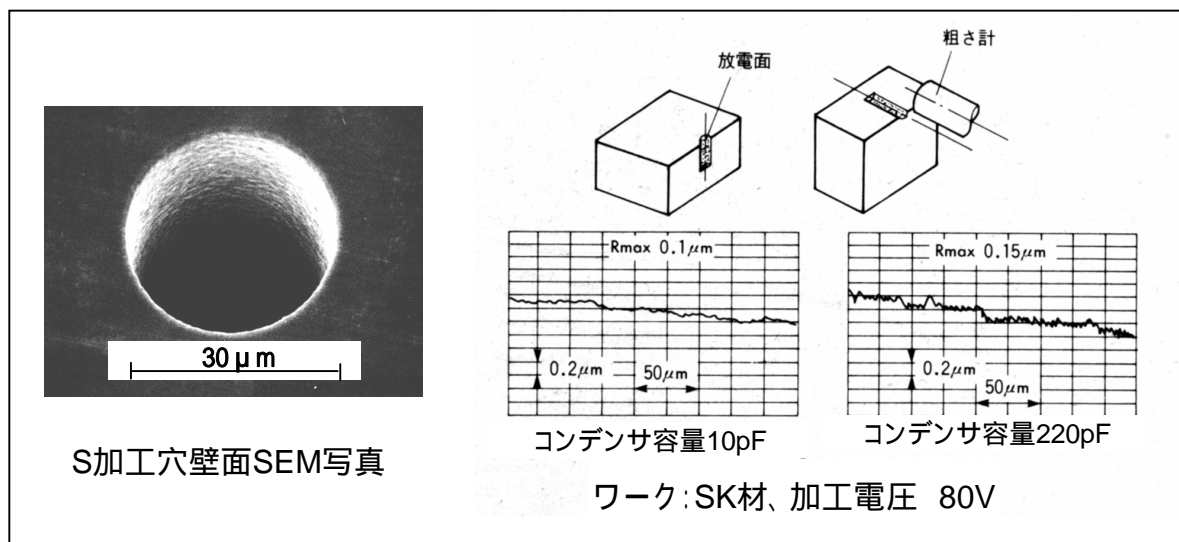 30μm
S加工穴壁面SEM写真
放電面
粗さ計
Rmax 0.1μm
0.2μm
50μm
コンデンサ容量10pF
Rmax 0.15μm
0.2μm
50μm
コンデンサ容量220pF
ワーク:SK材、加工電圧 80V